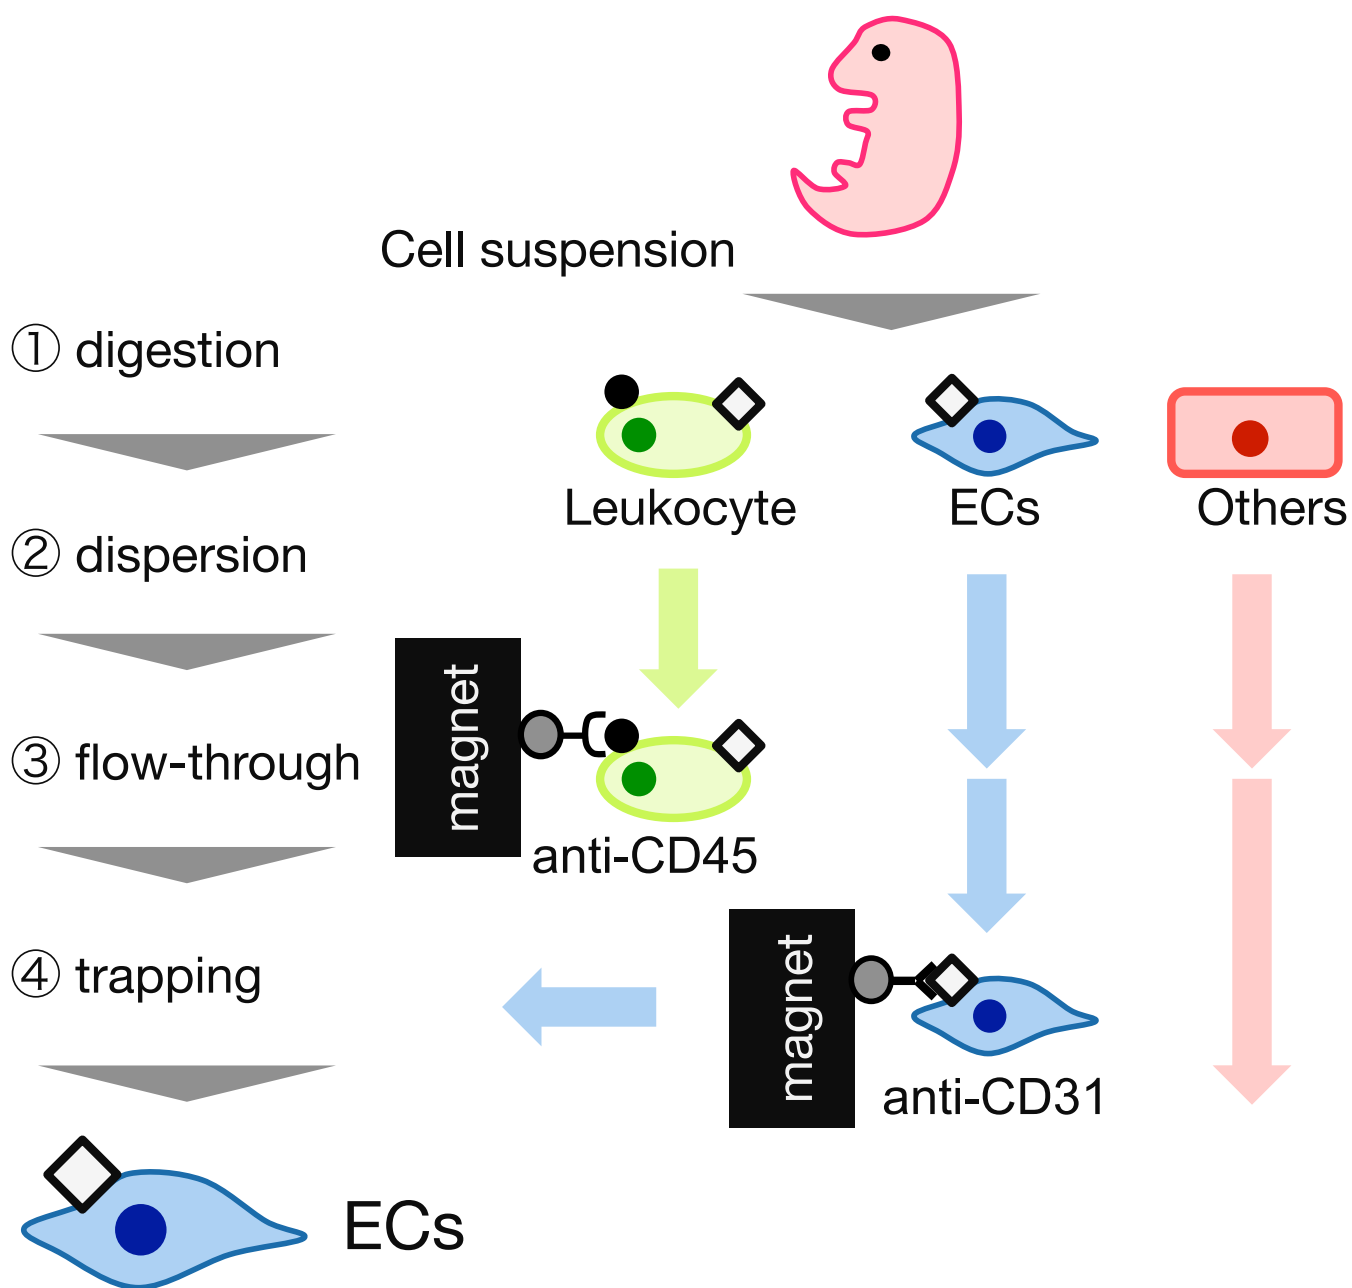 Cell suspension
① digestion
Leukocyte
ECs
Others
② dispersion
magnet
③ flow-through
anti-CD45
magnet
④ trapping
anti-CD31
ECs